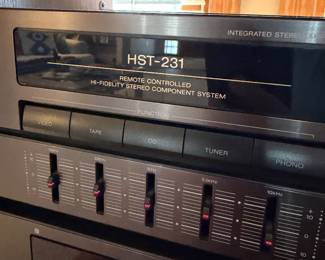 INTEGRATED STEREO
HST-231
REMOTE CONTROLLED
HI-FIDELITY STEREO COMPONENT SYSTEM
FUNCTION
TAPE
CD
TUNER
PHONO
10kHz
10
10